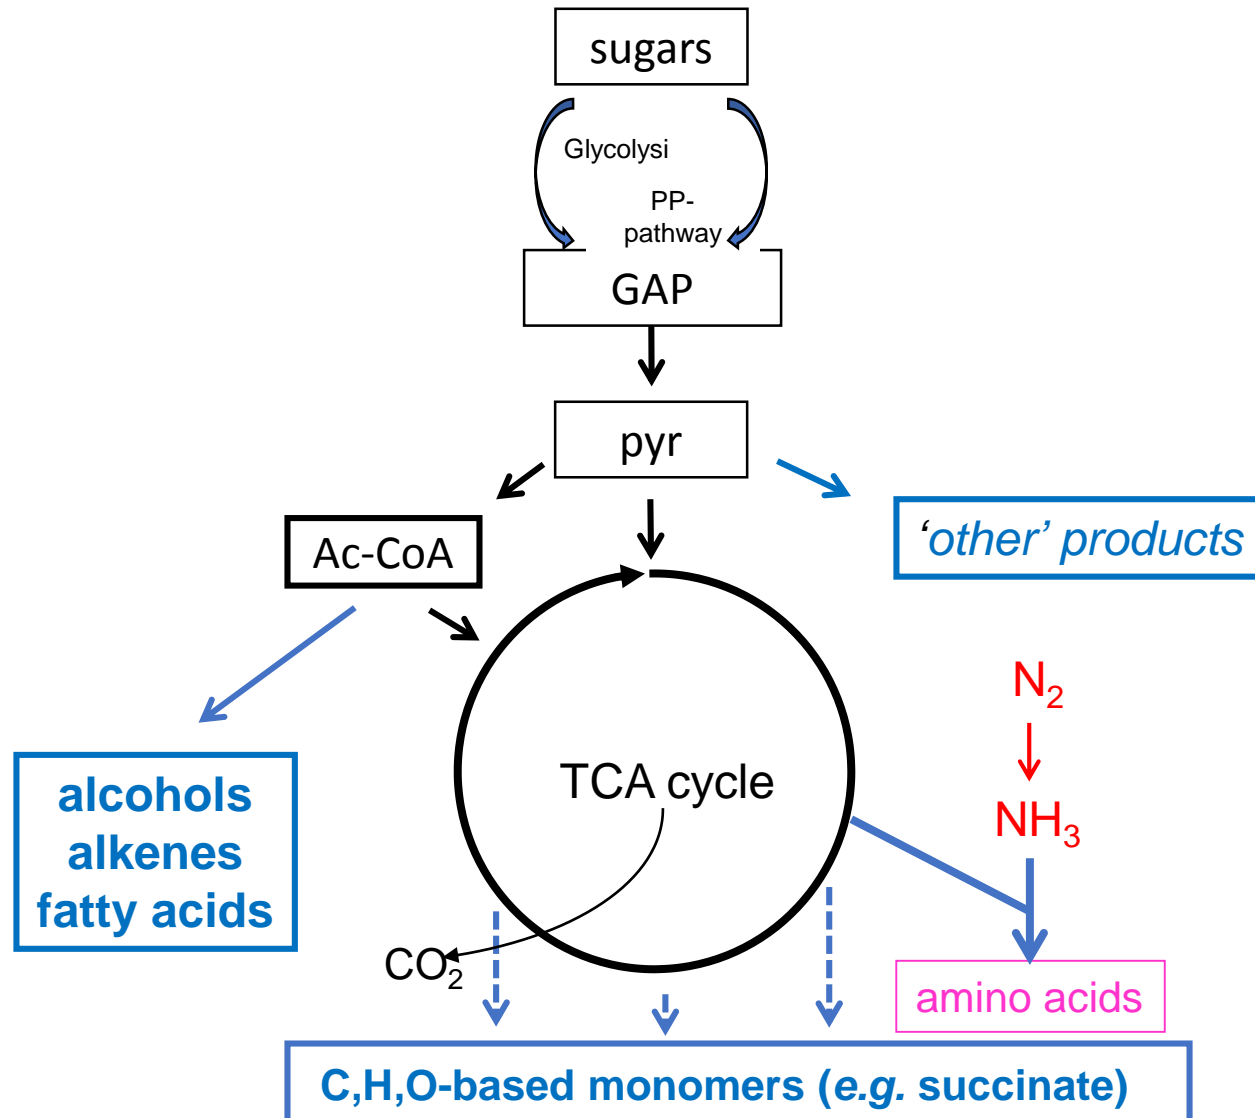 sugars
Glycolysi
PP-
pathway
GAP
pyr
Ac-CoA
‘other’ products
N₂
TCA cycle
NH₃
alcohols
alkenes
fatty acids
CO₂
amino acids
C,H,O-based monomers (e.g. succinate)